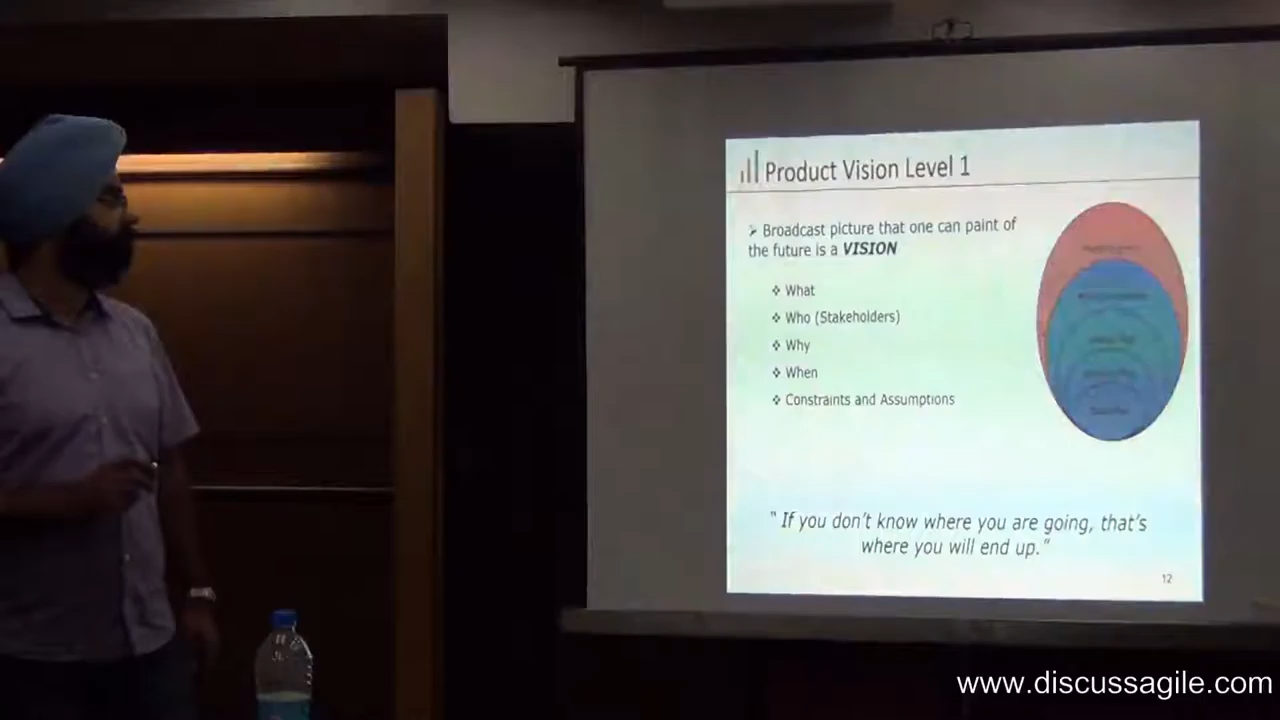 Product Vision Level 1
➢ Broadcast picture that one can paint of
the future is a VISION
❖ What
❖ Who (Stakeholders)
❖ Why
❖ When
❖ Constraints and Assumptions
“ If you don’t know where you are going, that’s
where you will end up.”
12
www.discussagile.com